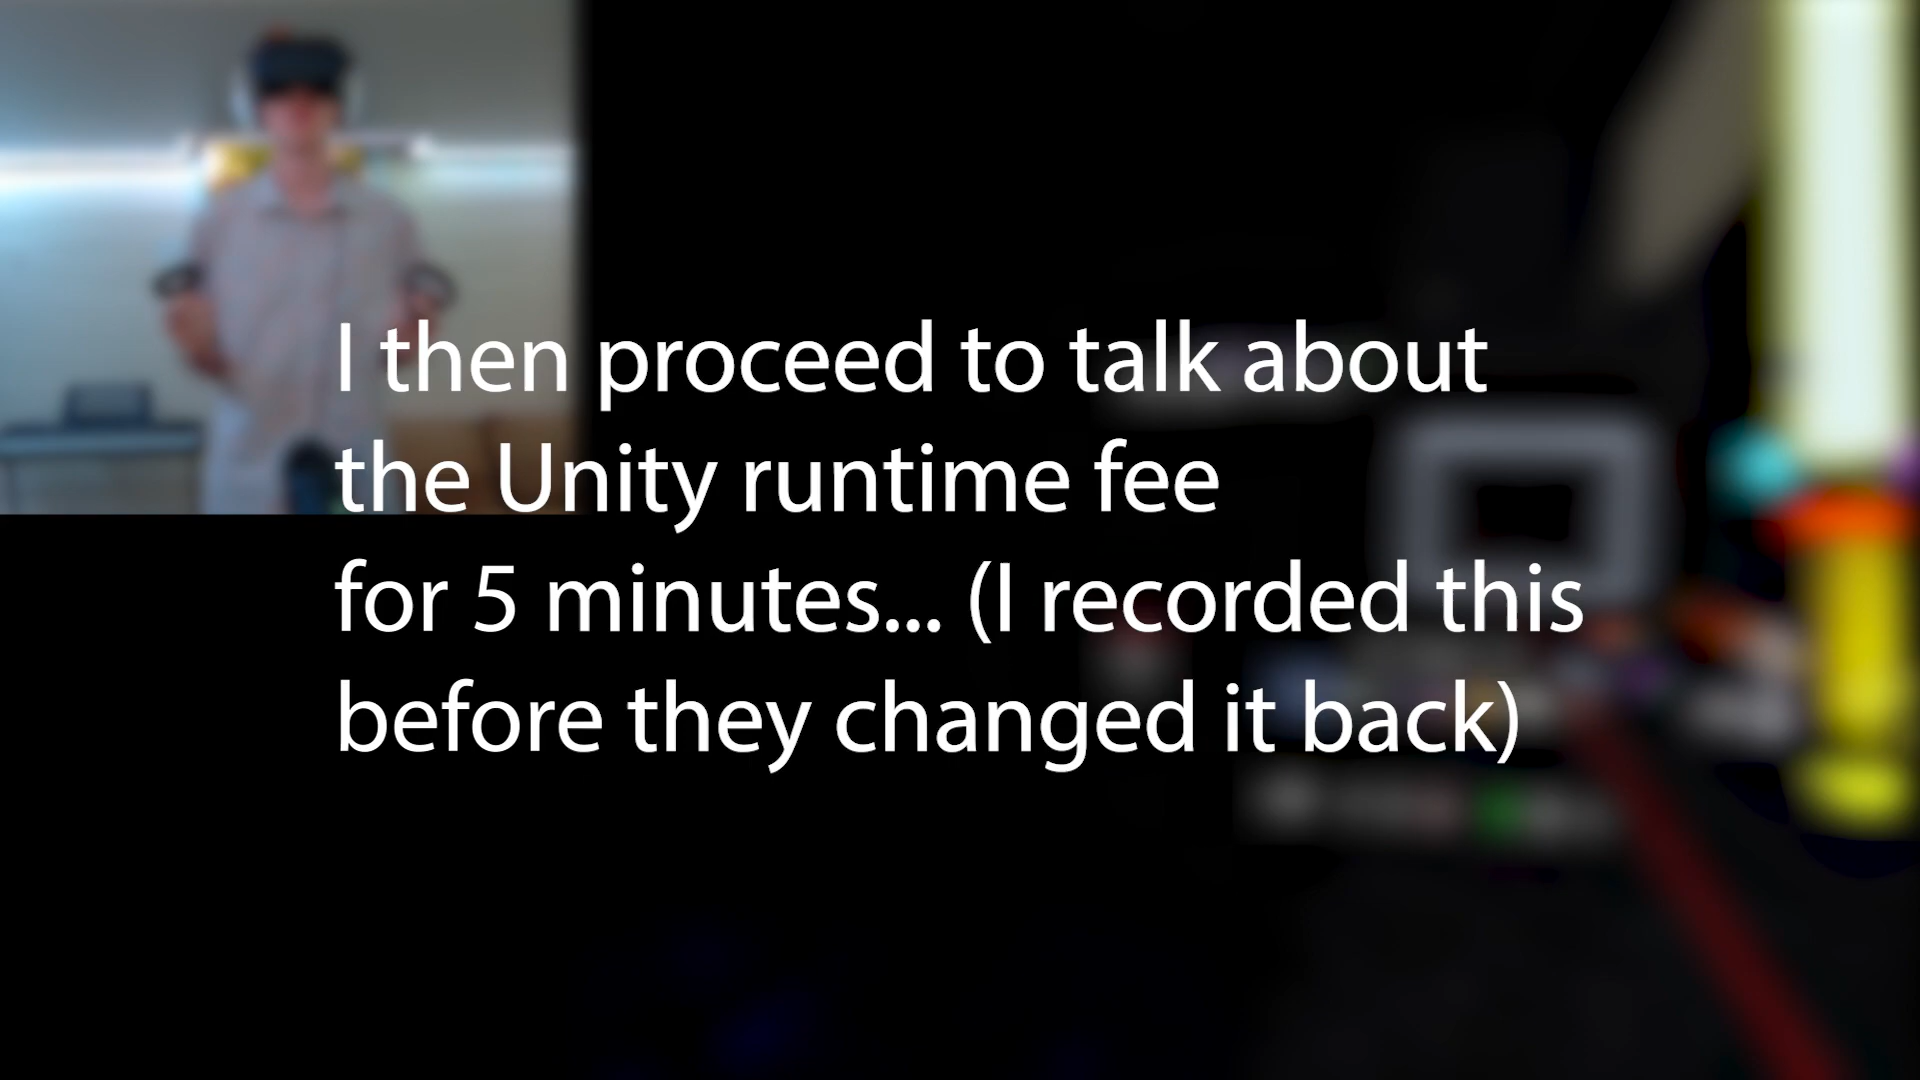 I then proceed to talk about
the Unity runtime fee
for 5 minutes... (I recorded this
before they changed it back)